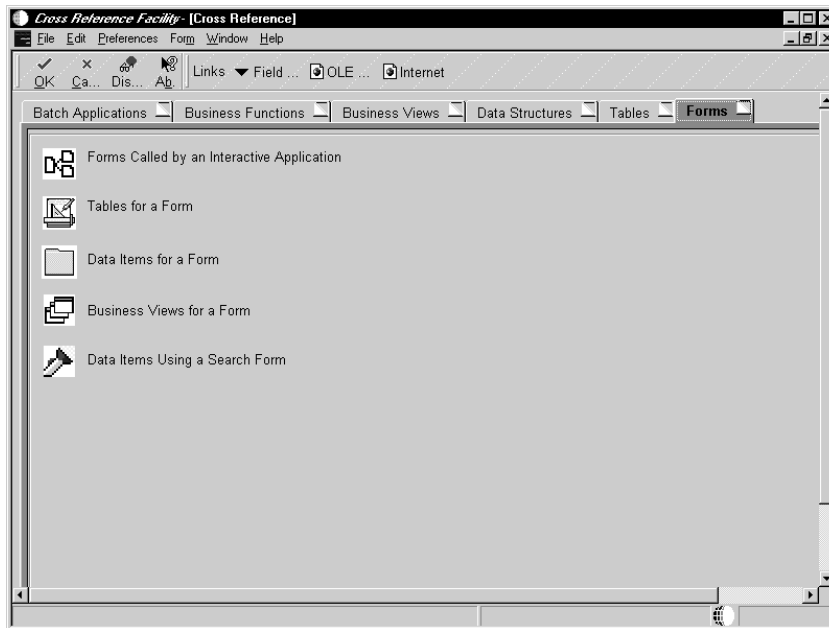 Cross Reference Facility - [Cross Reference]
File Edit Preferences Form Window Help
OK Ca... Dis... Ab. Links Field ... OLE ... Internet
Batch Applications Business Functions Business Views Data Structures Tables Forms
Forms Called by an Interactive Application
Tables for a Form
Data Items for a Form
Business Views for a Form
Data Items Using a Search Form